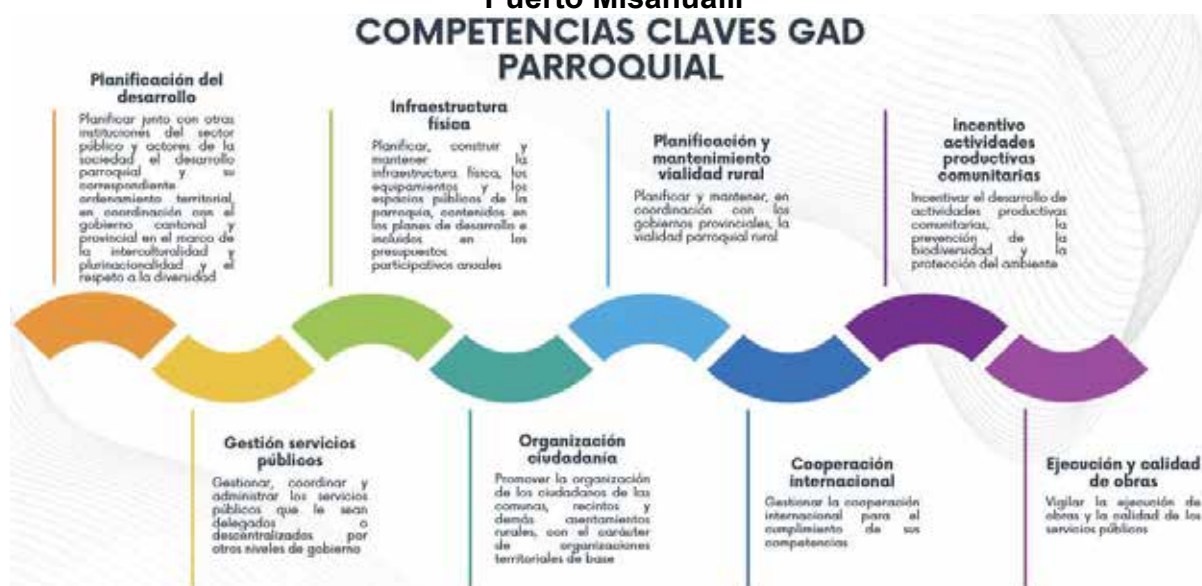 Puerto Misahuallí
COMPETENCIAS CLAVES GAD
PARROQUIAL
Planificación del
desarrollo
Planificar junto con otras
instituciones del sector
público y actores de la
sociedad el desarrollo
parroquial y su
correspondiente
ordenamiento territorial,
en coordinación con el
gobierno cantonal y
provincial en el marco de
la interculturalidad y
plurinacionalidad y el
respeto a la diversidad
Infraestructura
física
Planificar, construir y
mantener la
infraestructura física, los
equipamientos y los
espacios públicos de la
parroquia, contenidos en
los planes de desarrollo e
incluidos en los
presupuestos
participativos anuales
Planificación y
mantenimiento
vialidad rural
Planificar y mantener, en
coordinación con los
gobiernos provinciales, la
vialidad parroquial rural
incentivo
actividades
productivas
comunitarias
Incentivar el desarrollo de
actividades productivas
comunitarias, la
prevención de la
biodiversidad y la
protección del ambiente
Gestión servicios
públicos
Gestionar, coordinar y
administrar los servicios
públicos que le sean
delegados o
descentralizados por
otros niveles de gobierno
Organización
ciudadanía
Promover la organización
de los ciudadanos de las
comunas, recintos y
demás asentamientos
rurales, con el carácter
de organizaciones
territoriales de base
Cooperación
internacional
Gestionar la cooperación
internacional para el
cumplimiento de sus
competencias
Ejecución y calidad
de obras
Vigilar la ejecución de
obras y la calidad de los
servicios públicos